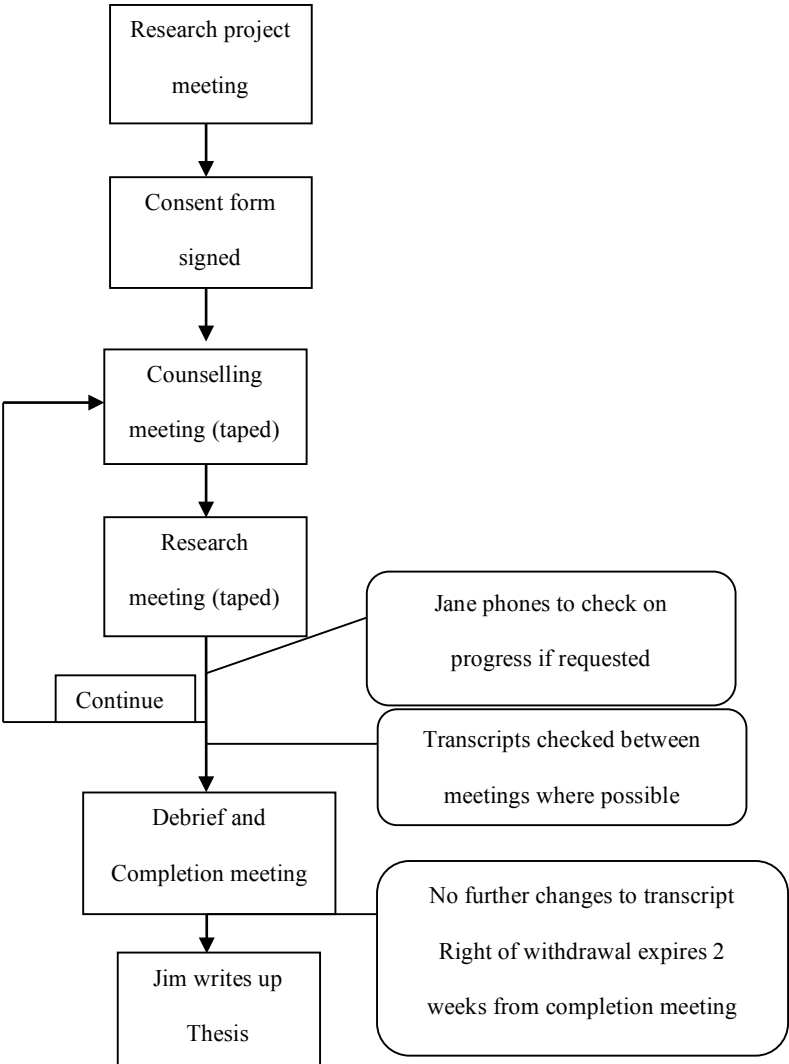 Research project
meeting
Consent form
signed
Counselling
meeting (taped)
Research
meeting (taped)
Jane phones to check on
progress if requested
Continue
Transcripts checked between
meetings where possible
Debrief and
Completion meeting
No further changes to transcript
Right of withdrawal expires 2
weeks from completion meeting
Jim writes up
Thesis